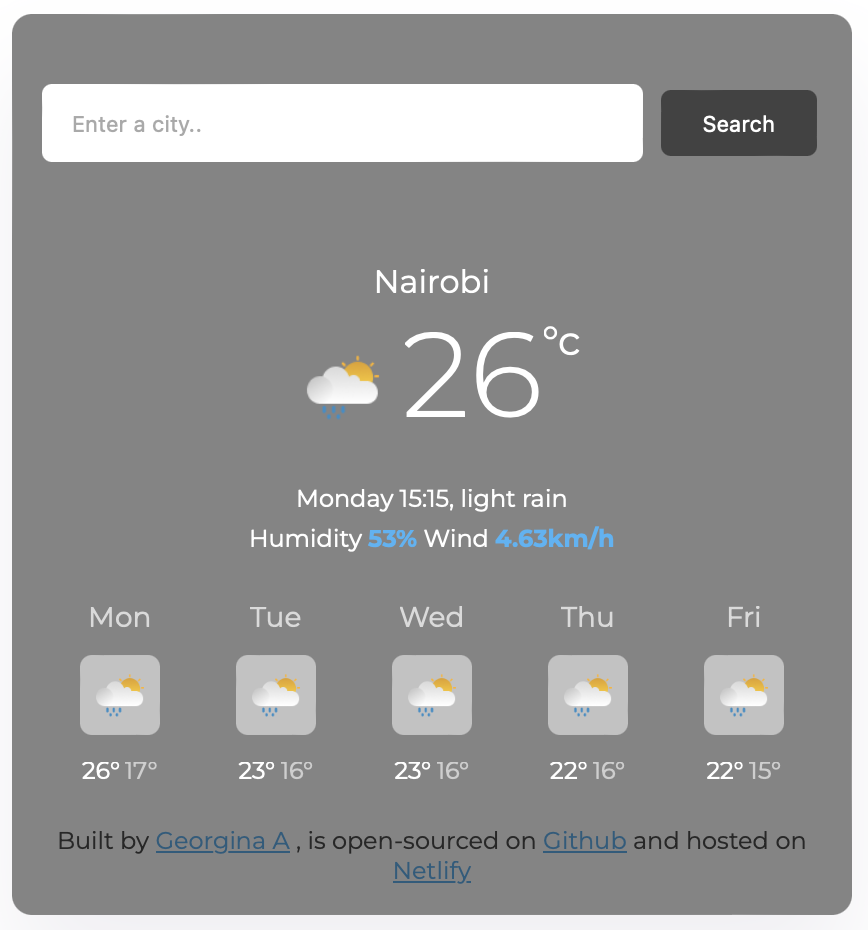 Enter a city..
Search
Nairobi
26°C
Monday 15:15, light rain
Humidity 53% Wind 4.63km/h
Mon Tue Wed Thu Fri
26° 17° 23° 16° 23° 16° 22° 16° 22° 15°
Built by Georgina A , is open-sourced on Github and hosted on
Netlify